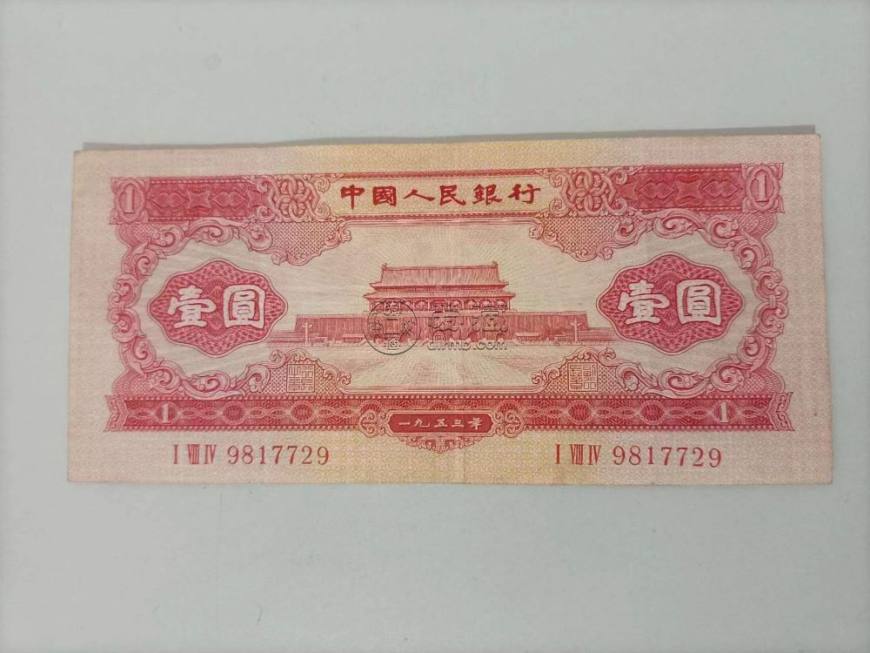 1 中國人民銀行 1
壹圓 壹圓
1 一九五三年 1
I VIII IV 9817729 I VIII IV 9817729